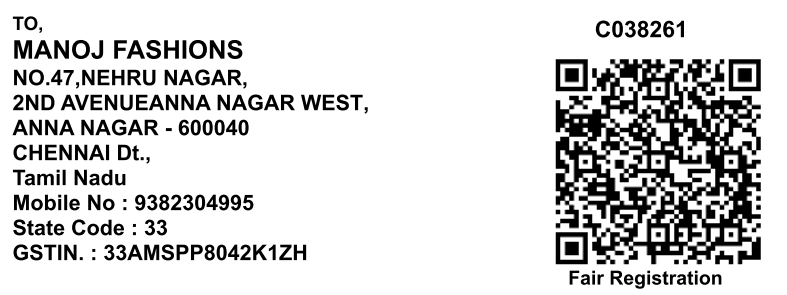 TO,
MANOJ FASHIONS
NO.47,NEHRU NAGAR,
2ND AVENUEANNA NAGAR WEST,
ANNA NAGAR - 600040
CHENNAI Dt.,
Tamil Nadu
Mobile No : 9382304995
State Code : 33
GSTIN. : 33AMSPP8042K1ZH
C038261
Fair Registration